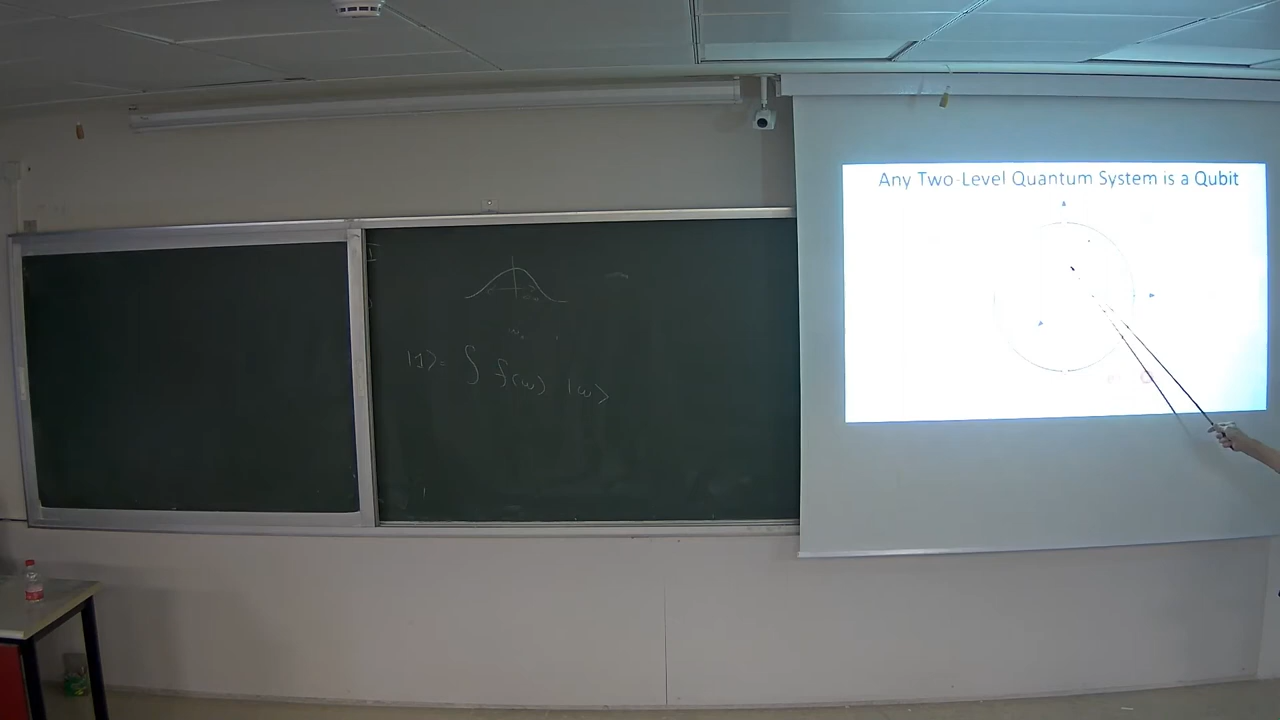 |1⟩ = ∫ f(ω) |ω⟩
Any Two-Level Quantum System is a Qubit